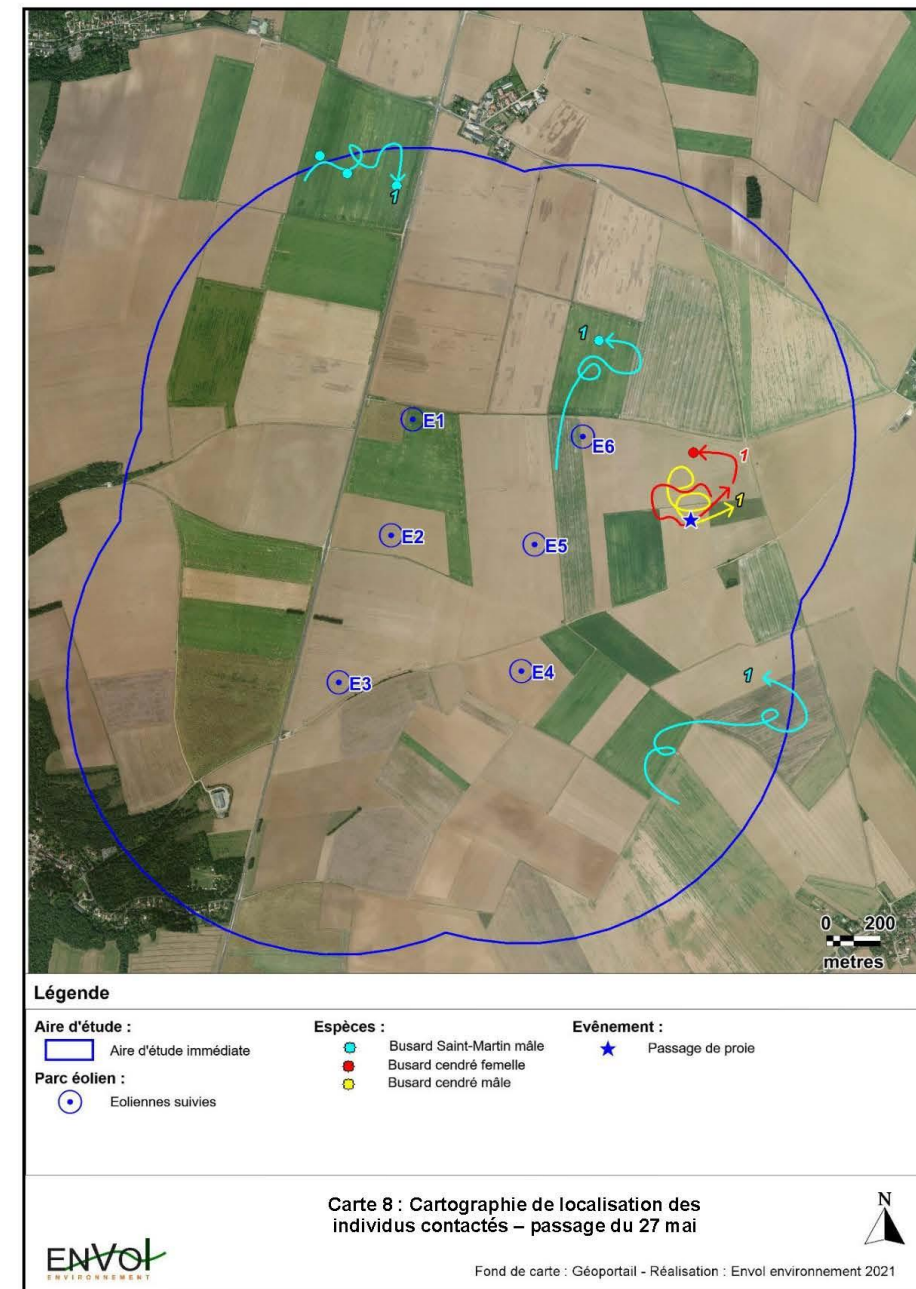 1
1
E1
E6
1
1
E2
E5
E3
E4
1
0 200
metres
Légende
Aire d'étude :
Aire d'étude immédiate
Parc éolien :
Eoliennes suivies
Espèces :
Busard Saint-Martin mâle
Busard cendré femelle
Busard cendré mâle
Evênement :
Passage de proie
Carte 8 : Cartographie de localisation des
individus contactés – passage du 27 mai
N
ENVOl
ENVIRONNEMENT
Fond de carte : Géoportail - Réalisation : Envol environnement 2021